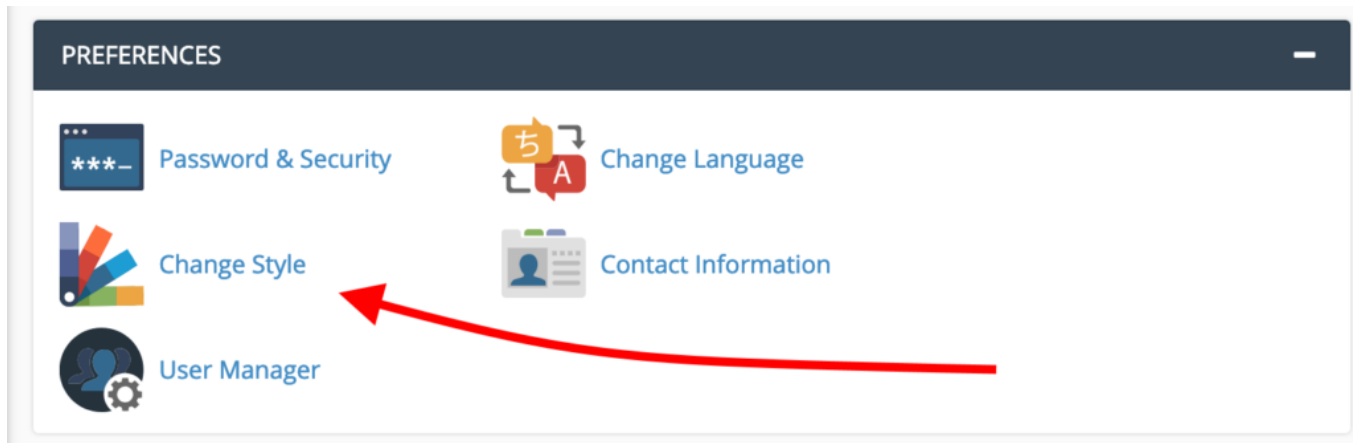 PREFERENCES
***_ Password & Security
ち A Change Language
Change Style
Contact Information
User Manager